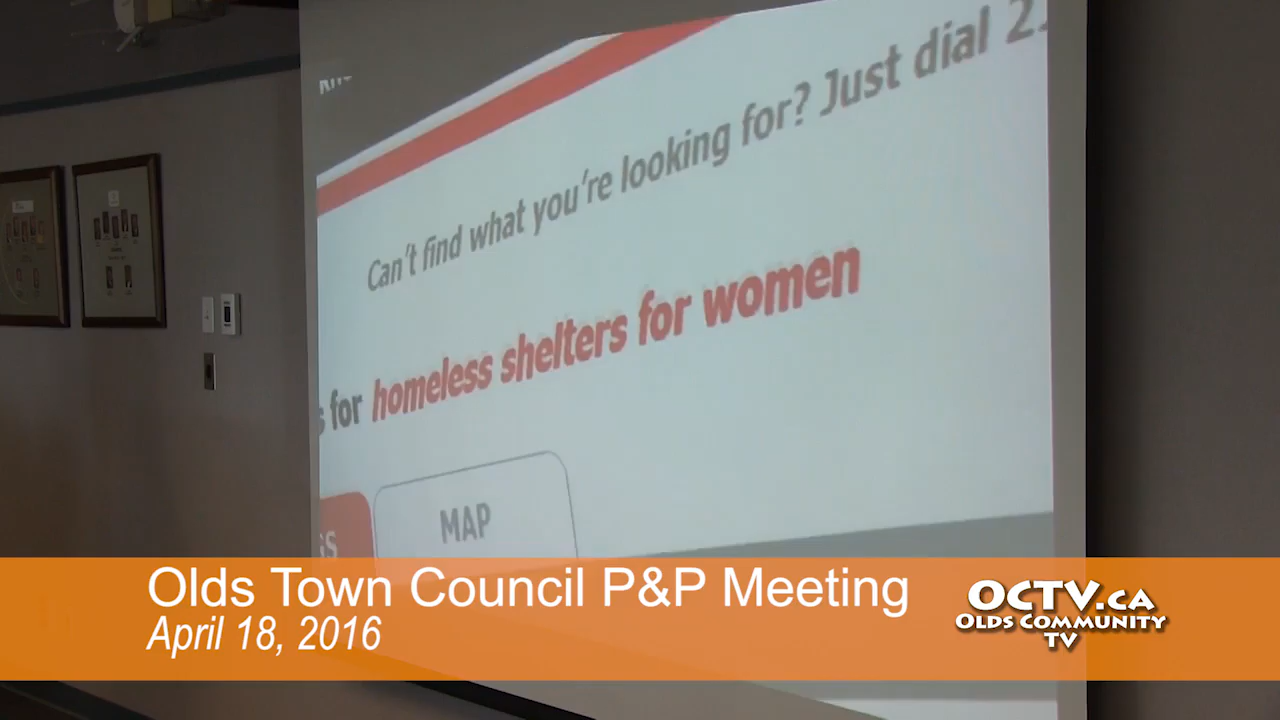 Can't find what you're looking for? Just dial
for homeless shelters for women
MAP
Olds Town Council P&P Meeting
April 18, 2016
OCTV.CA
OLDS COMMUNITY
TV